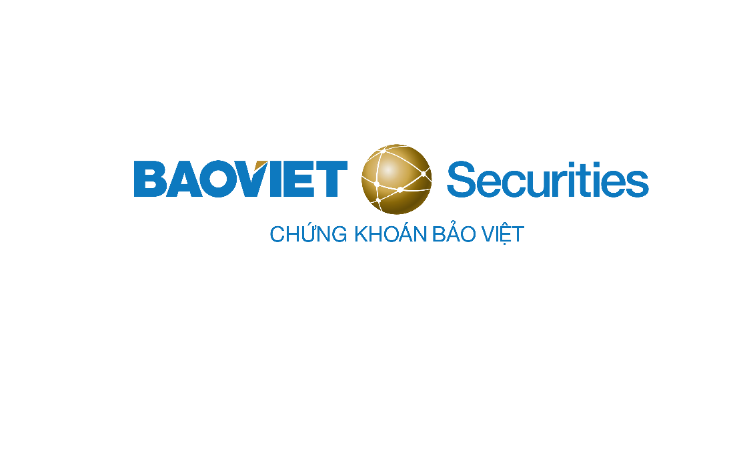 BAOVIET Securities
CHỨNG KHOÁN BẢO VIỆT